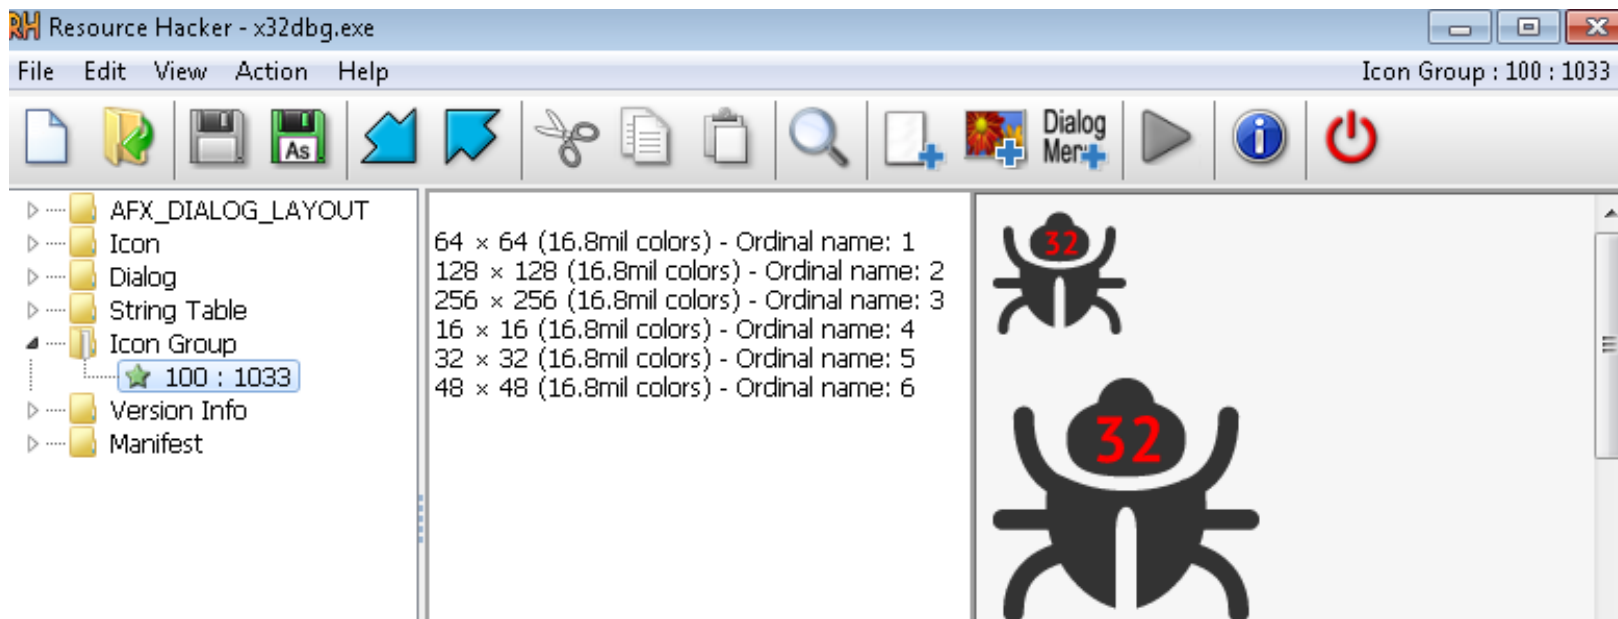 RH Resource Hacker - x32dbg.exe
File Edit View Action Help
Icon Group : 100 : 1033
As
Dialog
Menu
AFX_DIALOG_LAYOUT
Icon
Dialog
String Table
Icon Group
100 : 1033
Version Info
Manifest
64 × 64 (16.8mil colors) - Ordinal name: 1
128 × 128 (16.8mil colors) - Ordinal name: 2
256 × 256 (16.8mil colors) - Ordinal name: 3
16 × 16 (16.8mil colors) - Ordinal name: 4
32 × 32 (16.8mil colors) - Ordinal name: 5
48 × 48 (16.8mil colors) - Ordinal name: 6
32
32